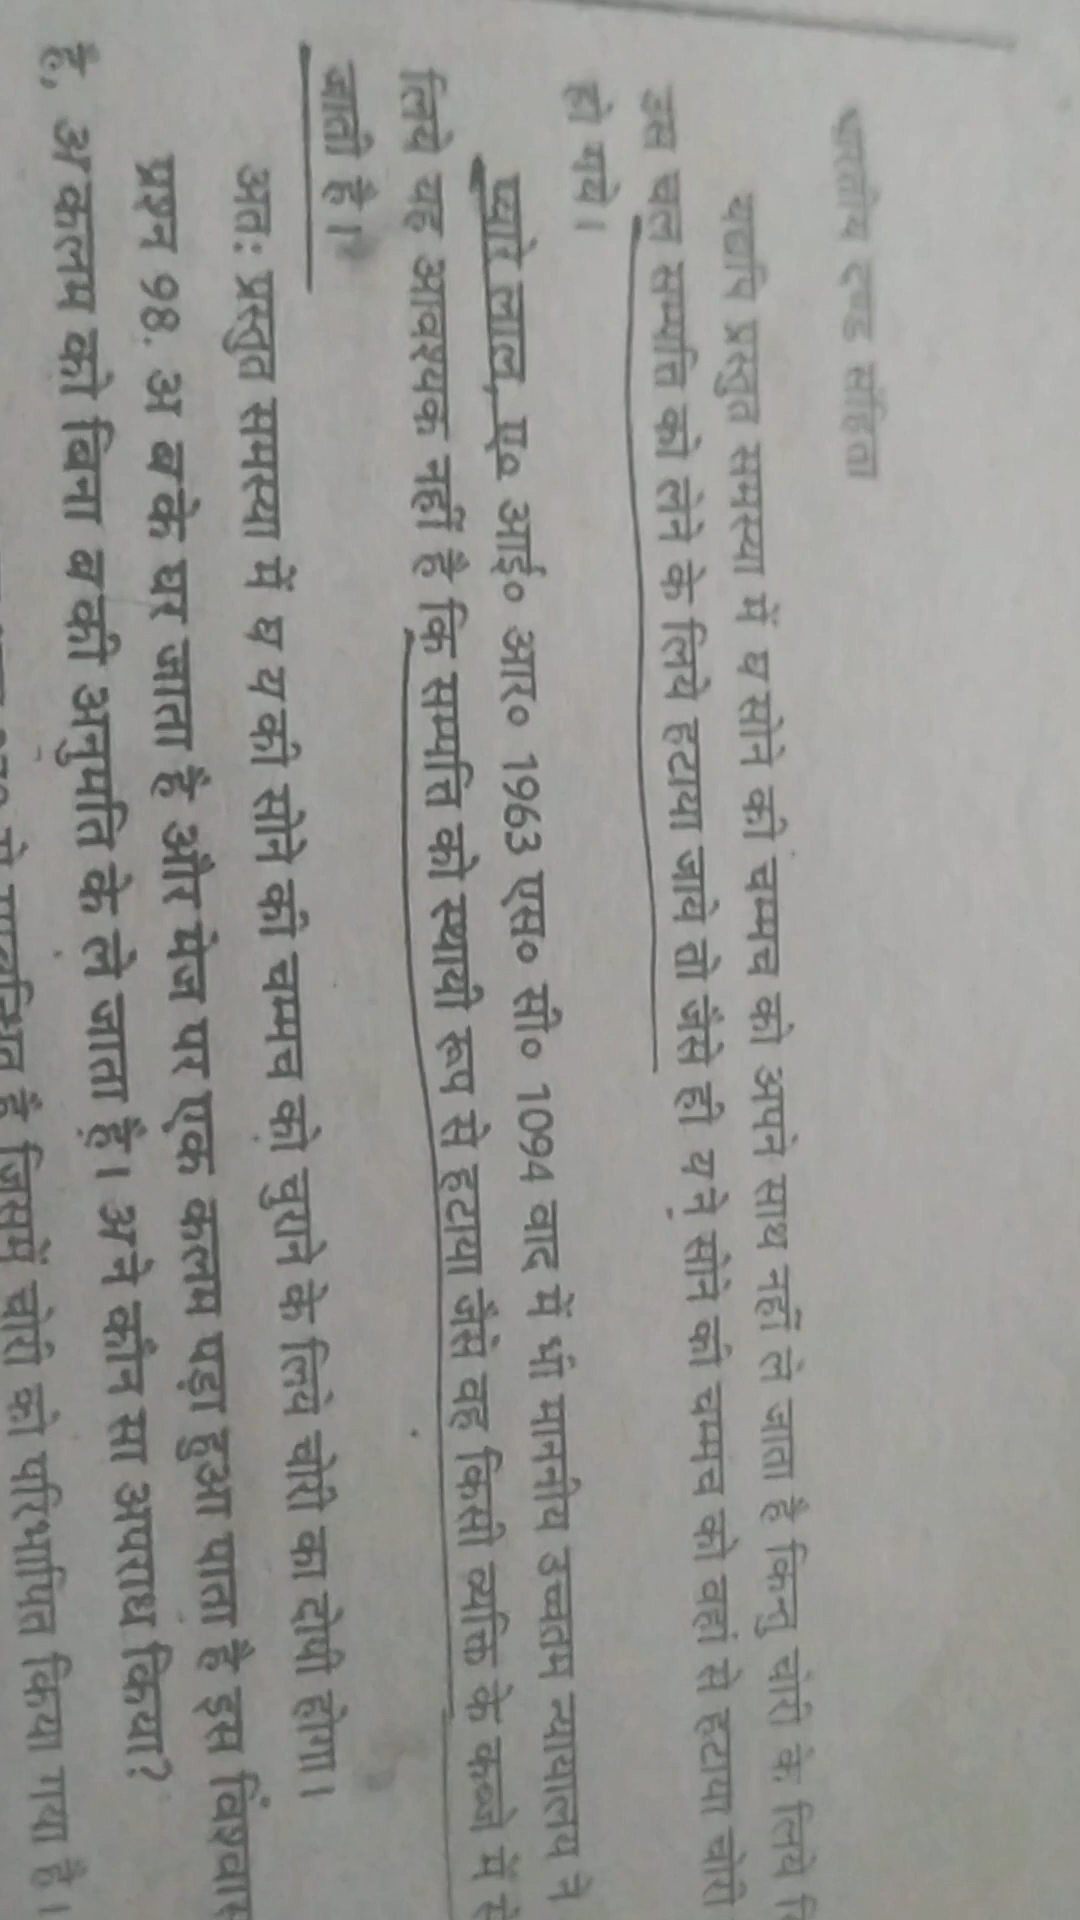 भारतीय दण्ड संहिता
यद्यपि प्रस्तुत समस्या में घ सोने की चम्मच को अपने साथ नहीं ले जाता है किन्तु चोरी के लिये
उस चल सम्पत्ति को लेने के लिये हटाया जाये तो जैसे ही य ने सोने की चम्मच को वहां से हटाया चोरी
हो गये।
प्यारे लाल, ए० आई० आर० 1963 एस० सी० 1094 वाद में भी माननीय उच्चतम न्यायालय ने
लिये यह आवश्यक नहीं है कि सम्पत्ति को स्थायी रूप से हटाया जैसे वह किसी व्यक्ति के कब्जे में से
जाती है।
अतः प्रस्तुत समस्या में घ य की सोने की चम्मच को चुराने के लिये चोरी का दोषी होगा।
प्रश्न 98. अ ब के घर जाता है और मेज पर एक कलम पड़ा हुआ पाता है इस विश्वास
है, अ कलम को बिना ब की अनुमति के ले जाता है। अ ने कौन सा अपराध किया?
से सम्बन्धित है जिसमें चोरी को परिभाषित किया गया है।